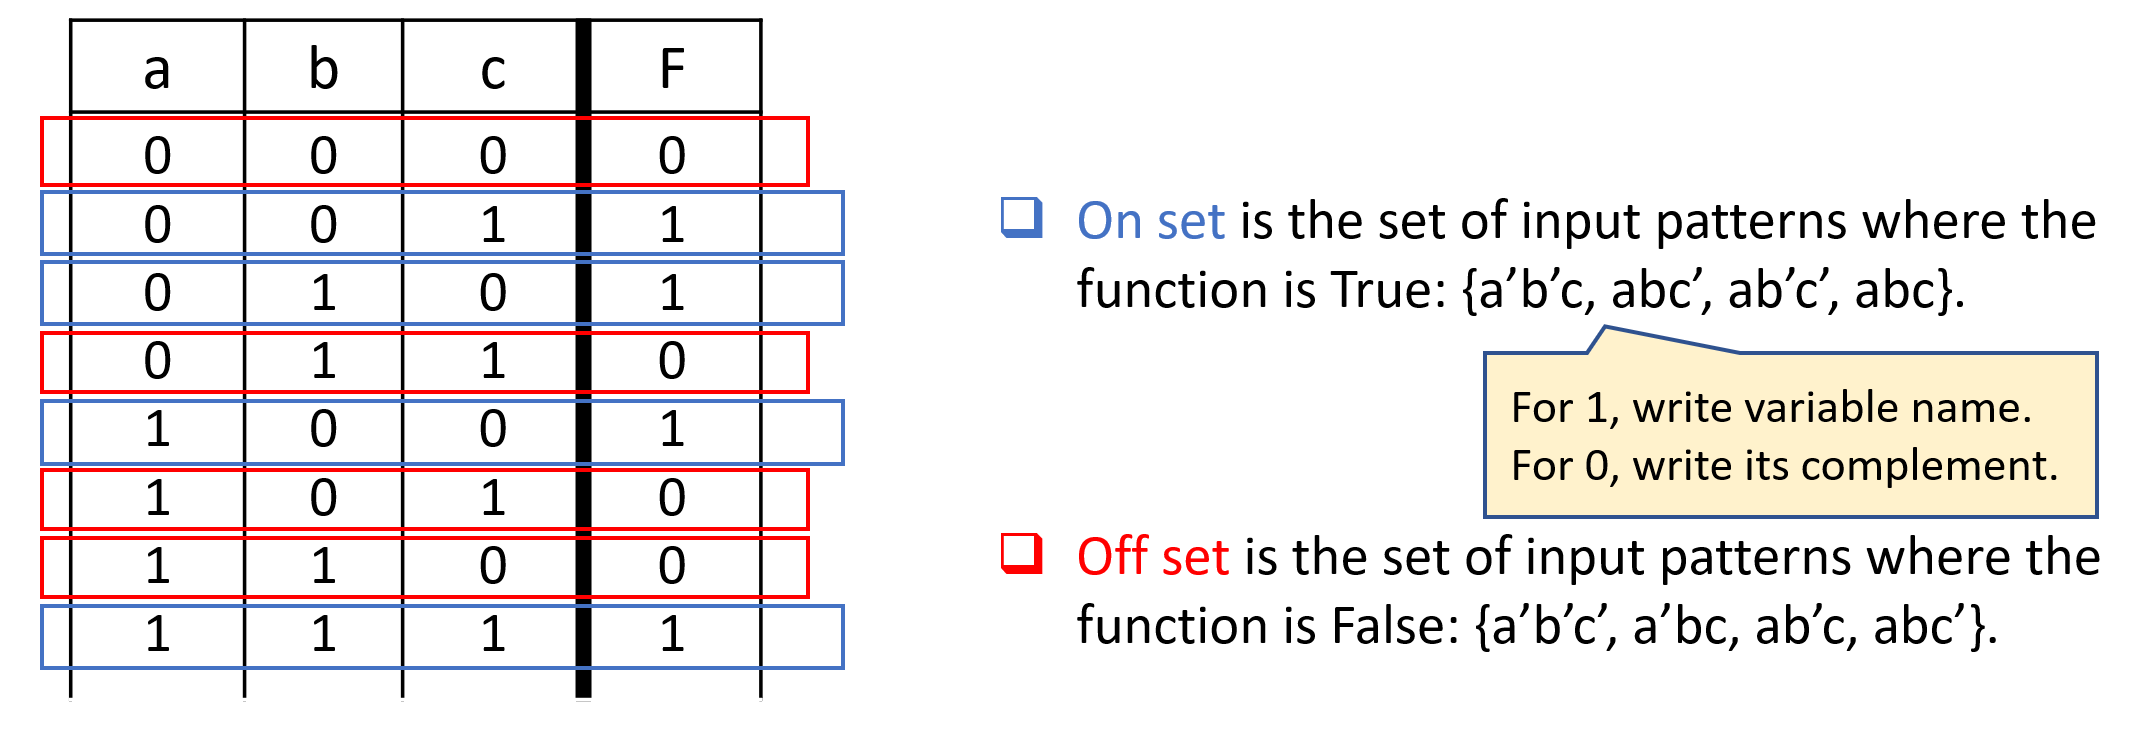 a b c F
0 0 0 0
0 0 1 1
0 1 0 1
0 1 1 0
1 0 0 1
1 0 1 0
1 1 0 0
1 1 1 1
On set is the set of input patterns where the
function is True: {a’b’c, abc’, ab’c’, abc}.
For 1, write variable name.
For 0, write its complement.
Off set is the set of input patterns where the
function is False: {a’b’c’, a’bc, ab’c, abc’}.